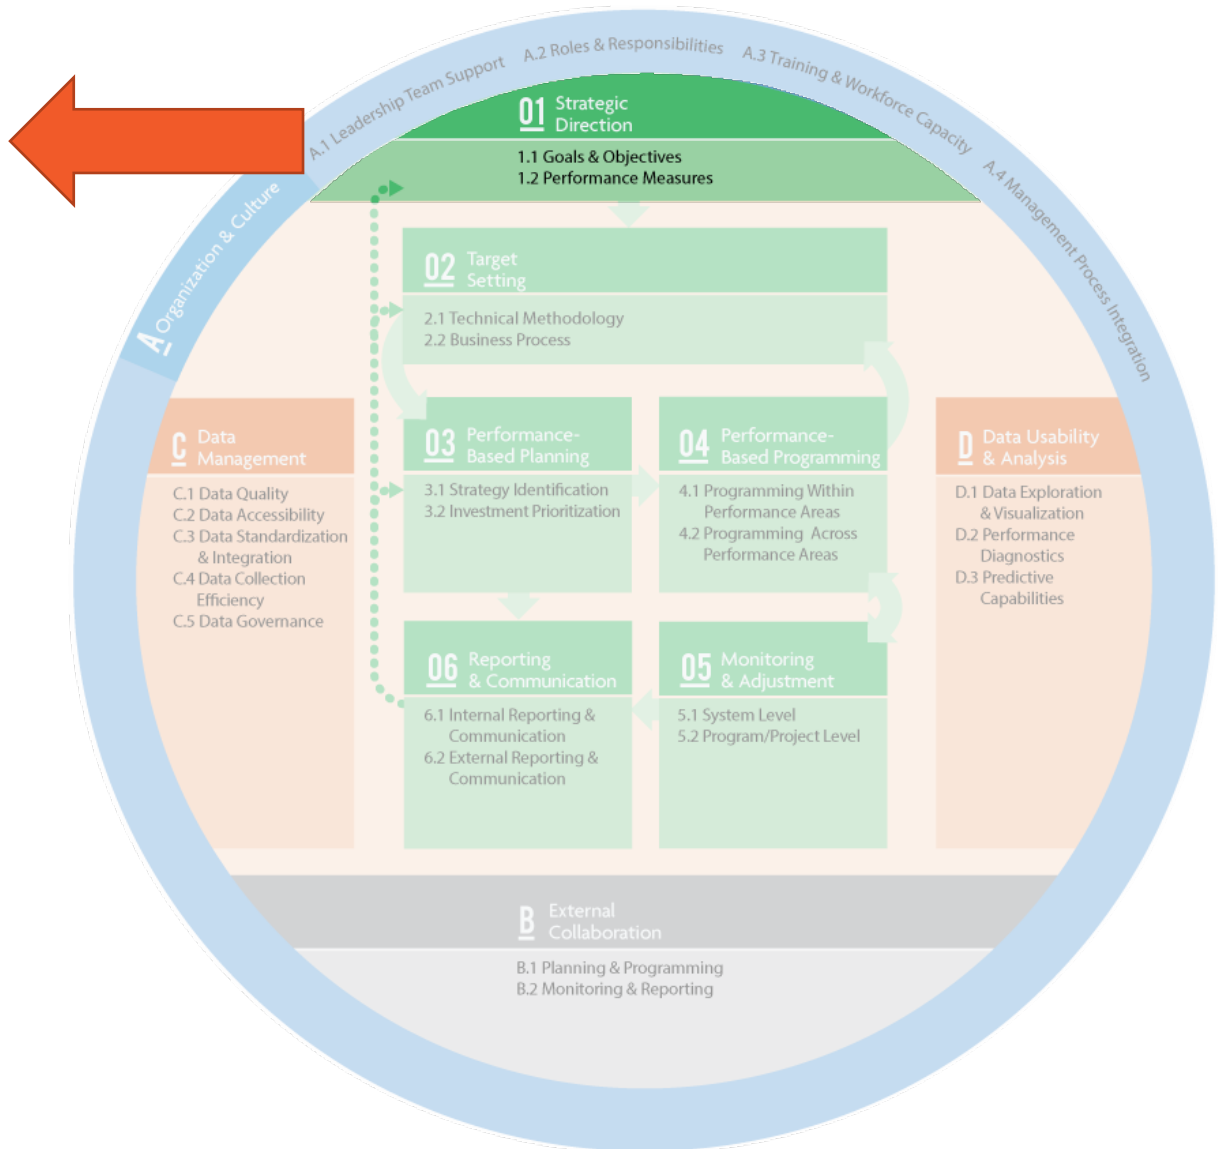 A.1 Leadership Team Support
A.2 Roles & Responsibilities
A.3 Training & Workforce Capacity
A.4 Management Process Integration
A Organization & Culture
01 Strategic
Direction
1.1 Goals & Objectives
1.2 Performance Measures
02 Target
Setting
2.1 Technical Methodology
2.2 Business Process
C Data
Management
C.1 Data Quality
C.2 Data Accessibility
C.3 Data Standardization
& Integration
C.4 Data Collection
Efficiency
C.5 Data Governance
03 Performance-
Based Planning
3.1 Strategy Identification
3.2 Investment Prioritization
04 Performance-
Based Programming
4.1 Programming Within
Performance Areas
4.2 Programming Across
Performance Areas
D Data Usability
& Analysis
D.1 Data Exploration
& Visualization
D.2 Performance
Diagnostics
D.3 Predictive
Capabilities
06 Reporting
& Communication
6.1 Internal Reporting &
Communication
6.2 External Reporting &
Communication
05 Monitoring
& Adjustment
5.1 System Level
5.2 Program/Project Level
B External
Collaboration
B.1 Planning & Programming
B.2 Monitoring & Reporting